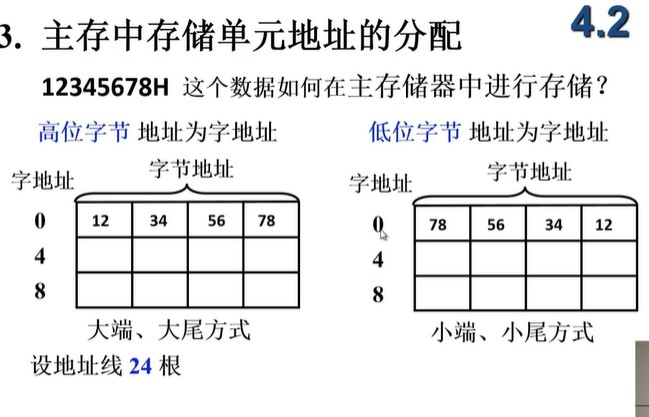 3. 主存中存储单元地址的分配
4.2
12345678H 这个数据如何在主存储器中进行存储？
高位字节 地址为字地址
低位字节 地址为字地址
字地址
字节地址
0 12 34 56 78
4
8
大端、大尾方式
字地址
字节地址
0 78 56 34 12
4
8
小端、小尾方式
设地址线 24 根